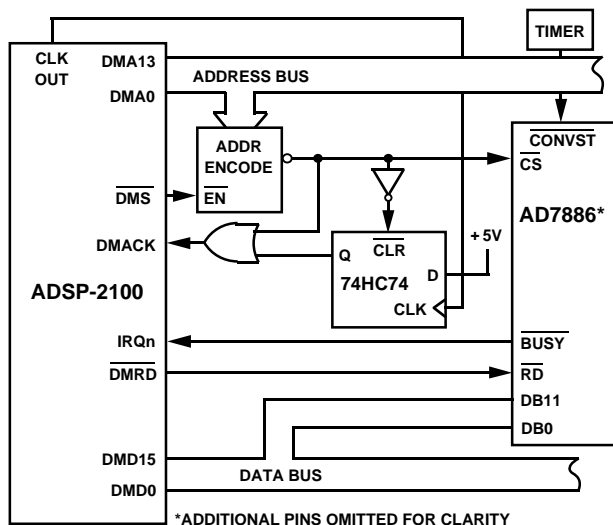 TIMER
CLK
OUT
DMA13
ADDRESS BUS
DMA0
ADDR
ENCODE
CONVST
CS
DMS
EN
AD7886*
+5V
DMACK
Q
CLR
D
74HC74
ADSP-2100
CLK
IRQn
BUSY
DMRD
RD
DB11
DB0
DMD15
DATA BUS
DMD0
*ADDITIONAL PINS OMITTED FOR CLARITY